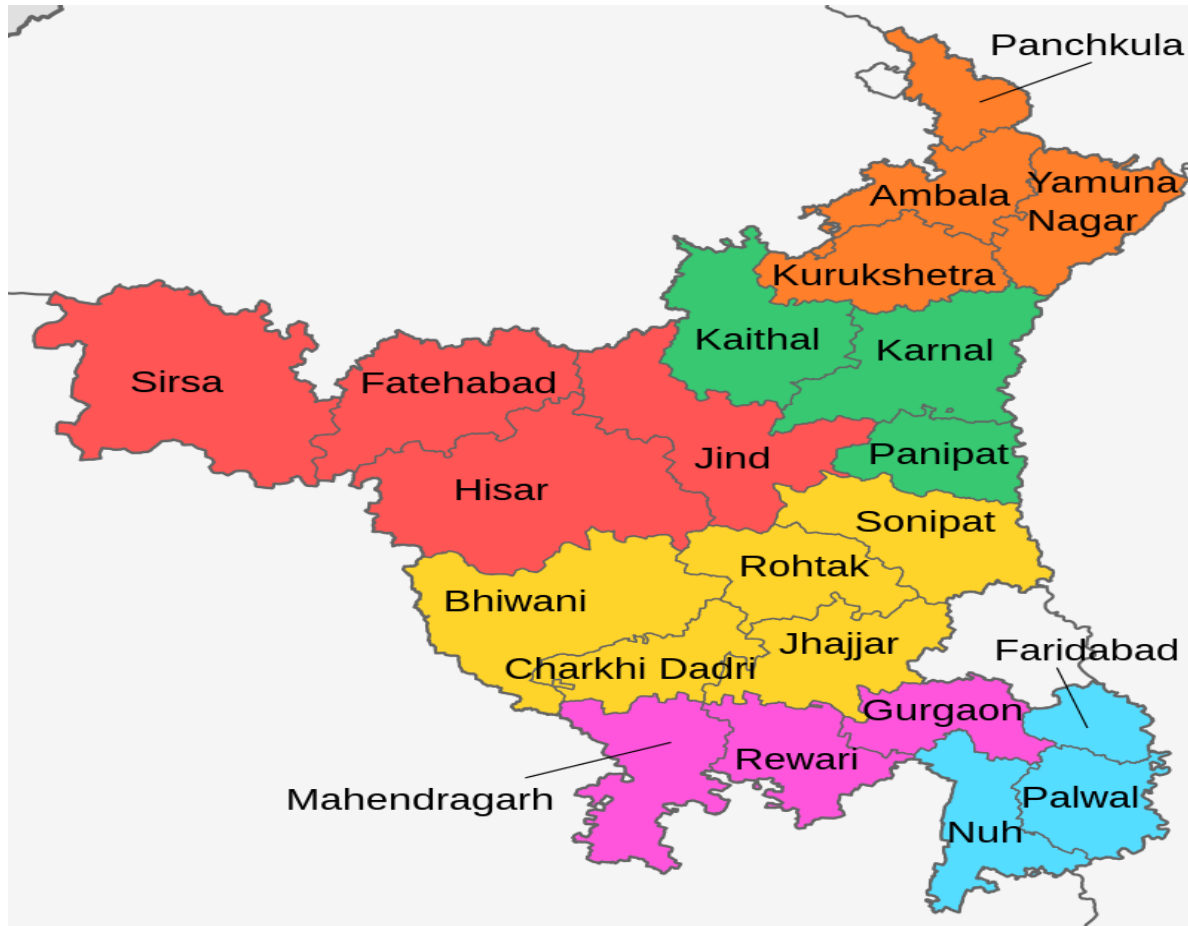 Panchkula
Ambala
Yamuna
Nagar
Kurukshetra
Kaithal
Karnal
Sirsa
Fatehabad
Jind
Panipat
Hisar
Sonipat
Rohtak
Bhiwani
Jhajjar
Charkhi Dadri
Faridabad
Gurgaon
Rewari
Mahendragarh
Palwal
Nuh